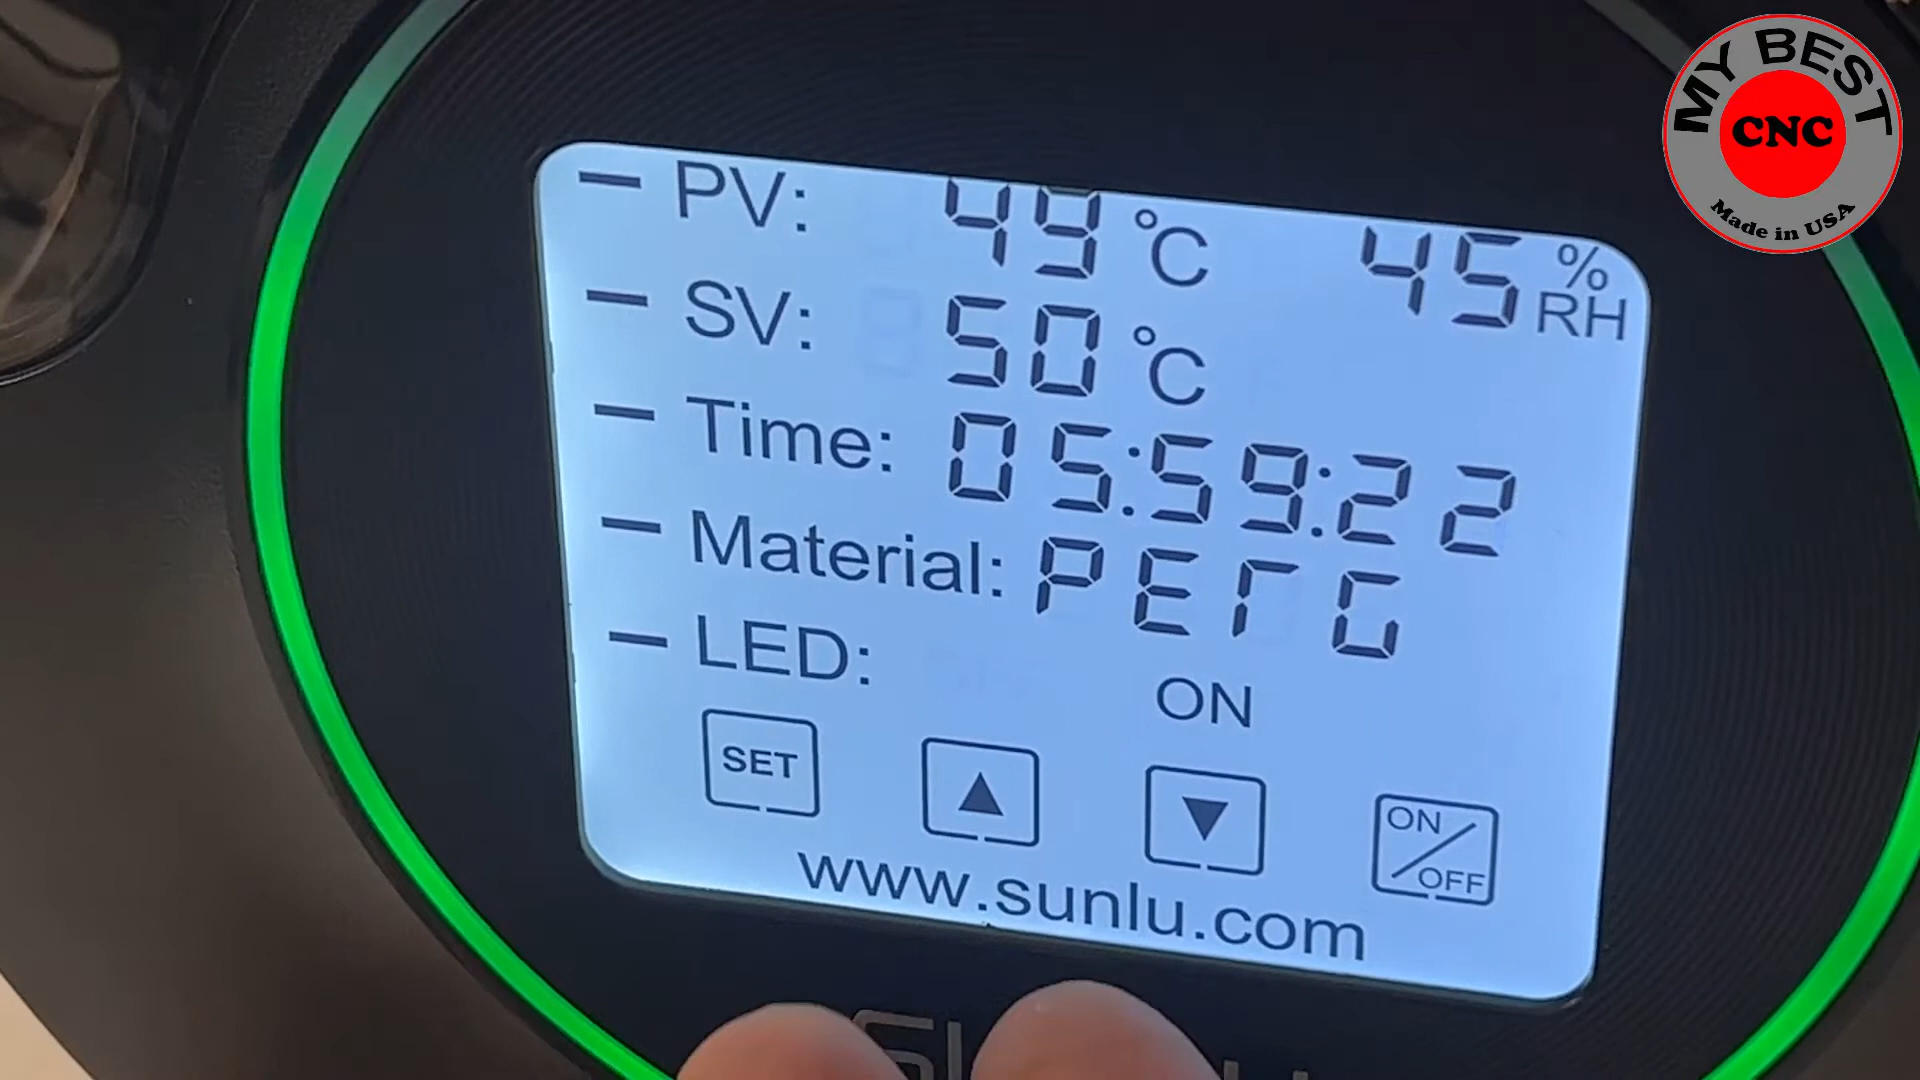 MY BEST
CNC
Made in USA
PV: 49 °C 45 % RH
SV: 50 °C
Time: 05:59:22
Material: PETG
LED: ON
SET ▲ ▼ ON/OFF
www.sunlu.com